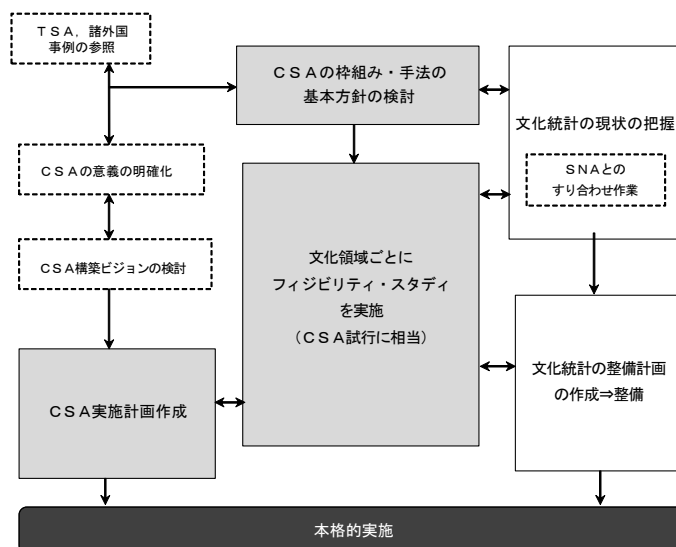 ＴＳＡ，諸外国
事例の参照
ＣＳＡの枠組み・手法の
基本方針の検討
文化統計の現状の把握
ＳＮＡとの
すり合わせ作業
ＣＳＡの意義の明確化
ＣＳＡ構築ビジョンの検討
文化領域ごとに
フィジビリティ・スタディ
を実施
（ＣＳＡ試行に相当）
ＣＳＡ実施計画作成
文化統計の整備計画
の作成⇒整備
本格的実施